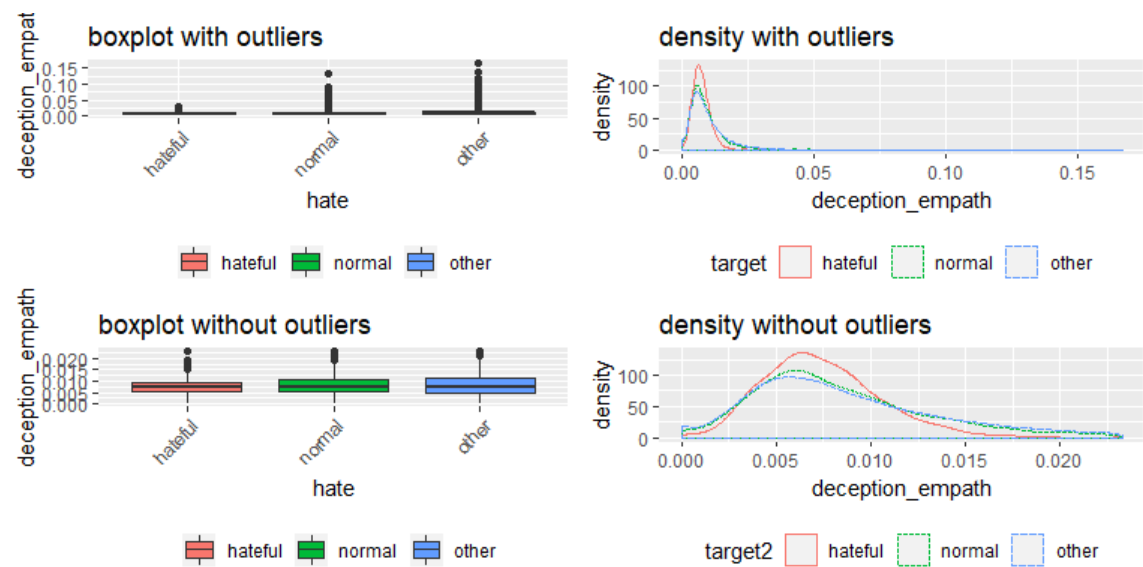 boxplot with outliers
deception_empat
0.15
0.10
0.05
0.00
hateful
normal
other
hate
hateful normal other
density with outliers
density
100
50
0
0.00 0.05 0.10 0.15
deception_empath
target hateful normal other
boxplot without outliers
deception_empath
0.020
0.015
0.010
0.005
0.000
hateful
normal
other
hate
hateful normal other
density without outliers
density
100
50
0
0.000 0.005 0.010 0.015 0.020
deception_empath
target2 hateful normal other